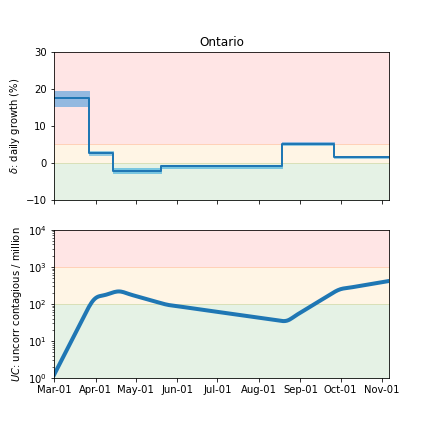 Ontario
δ: daily growth (%)
30
20
10
0
−10
UC: uncorr contagious / million
10⁴
10³
10²
10¹
10⁰
Mar-01 Apr-01 May-01 Jun-01 Jul-01 Aug-01 Sep-01 Oct-01 Nov-01